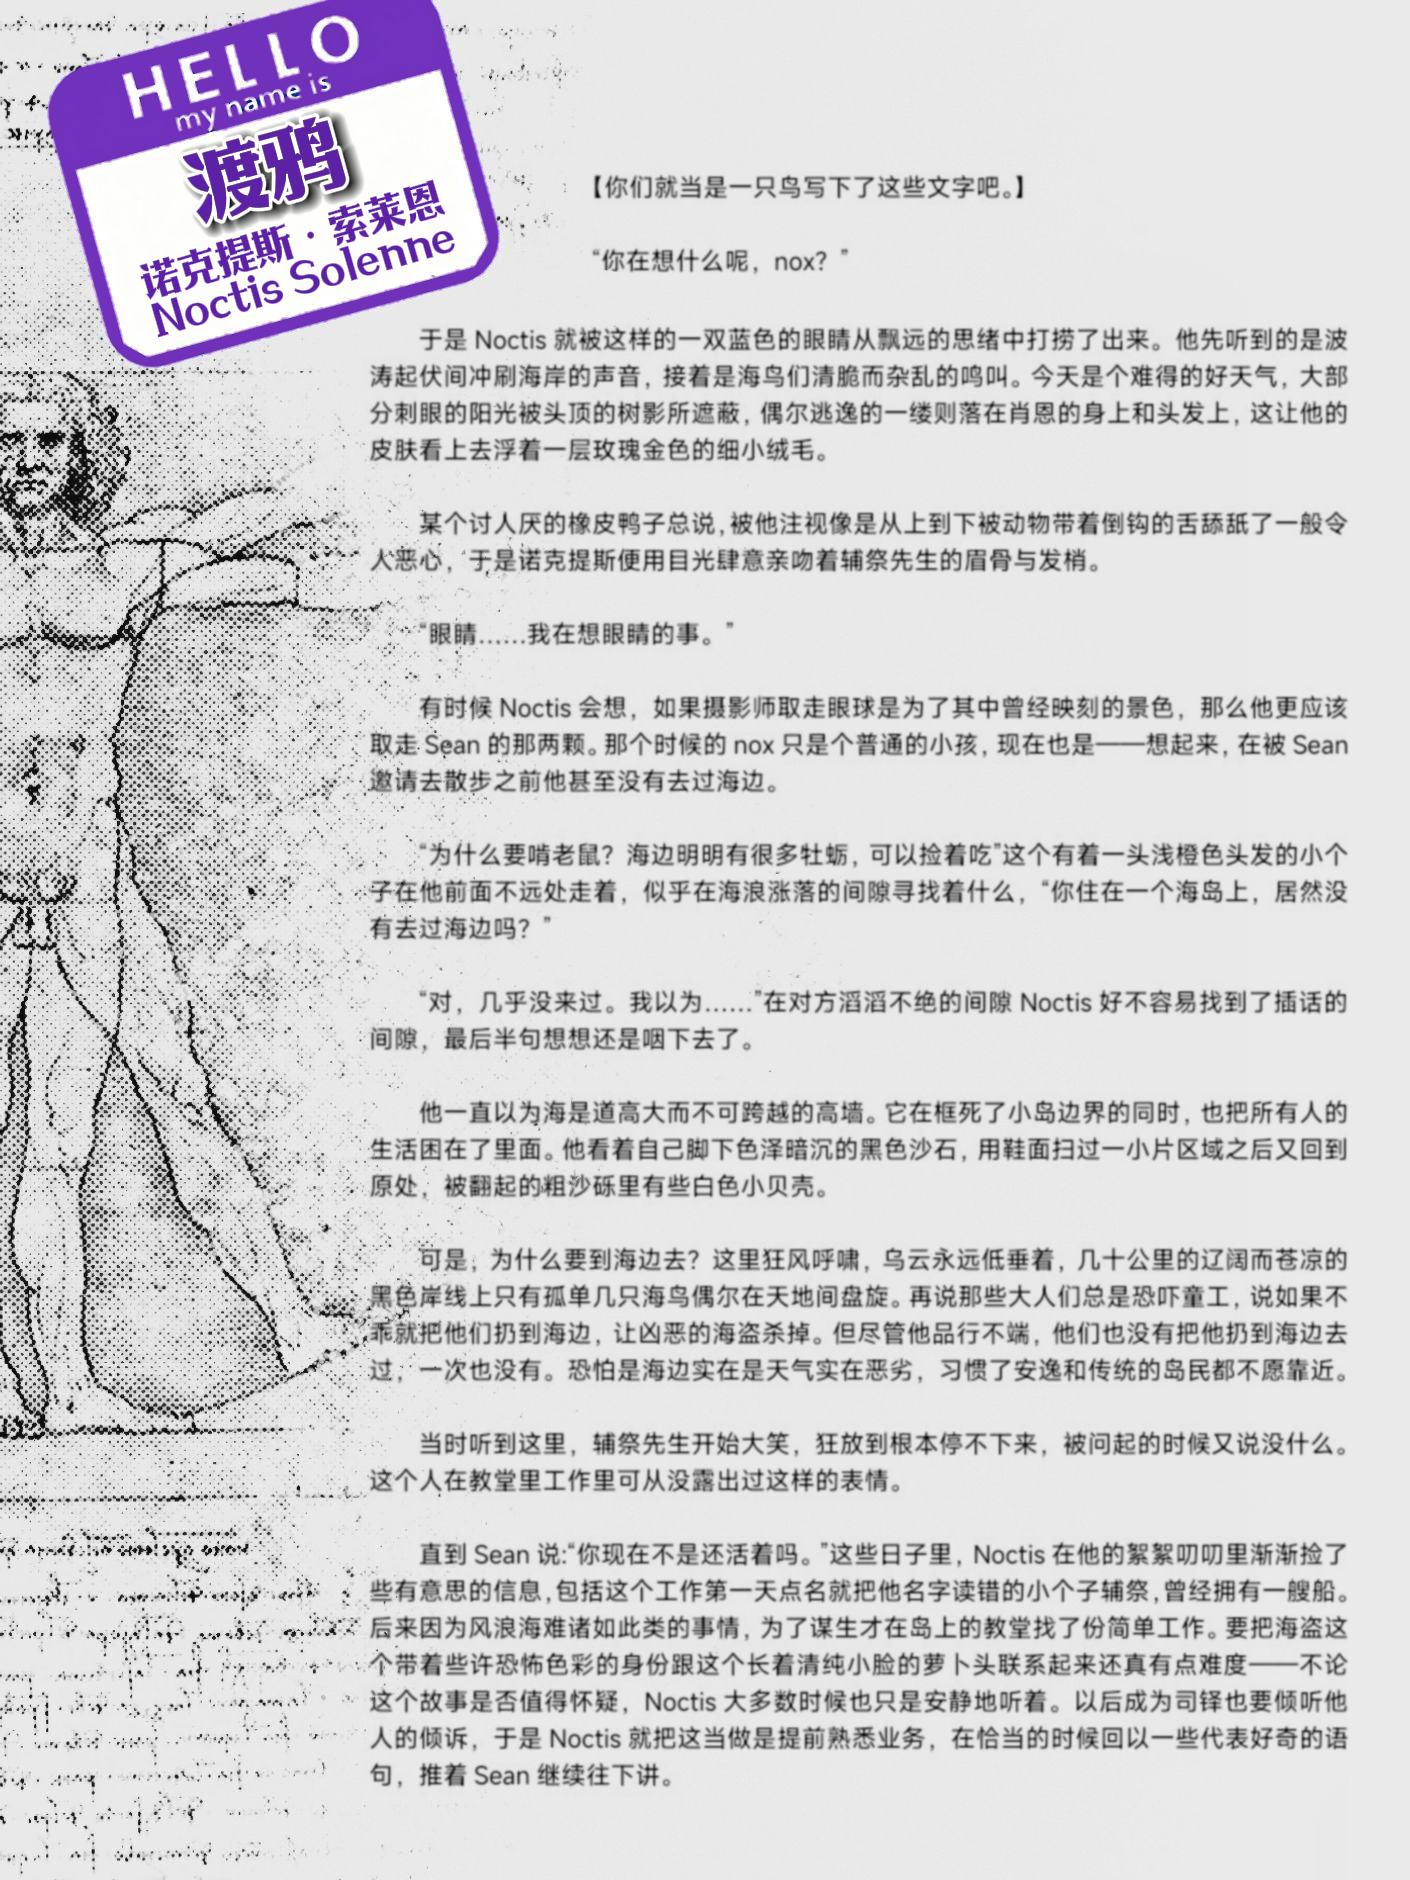 HELLO
my name is
渡鸦
诺克提斯·索莱恩
Noctis Solenne
【你们就当是一只鸟写下了这些文字吧。】
“你在想什么呢，nox？”
于是 Noctis 就被这样的一双蓝色的眼睛从飘远的思绪中打捞了出来。他先听到的是波
涛起伏间冲刷海岸的声音，接着是海鸟们清脆而杂乱的鸣叫。今天是个难得的好天气，大部
分刺眼的阳光被头顶的树影所遮蔽，偶尔逃逸的一缕则落在肖恩的身上和头发上，这让他的
皮肤看上去浮着一层玫瑰金色的细小绒毛。
某个讨人厌的橡皮鸭子总说，被他注视像是从上到下被动物带着倒钩的舌舔舐了一般令
人恶心，于是诺克提斯便用目光肆意亲吻着辅祭先生的眉骨与发梢。
“眼睛……我在想眼睛的事。”
有时候 Noctis 会想，如果摄影师取走眼球是为了其中曾经映刻的景色，那么他更应该
取走 Sean 的那两颗。那个时候的 nox 只是个普通的小孩，现在也是——想起来，在被 Sean
邀请去散步之前他甚至没有去过海边。
“为什么要啃老鼠？海边明明有很多牡蛎，可以捡着吃”这个有着一头浅橙色头发的小个
子在他前面不远处走着，似乎在海浪涨落的间隙寻找着什么，“你住在一个海岛上，居然没
有去过海边吗？”
“对，几乎没来过。我以为……”在对方滔滔不绝的间隙 Noctis 好不容易找到了插话的
间隙，最后半句想想还是咽下去了。
他一直以为海是道高大而不可跨越的高墙。它在框死了小岛边界的同时，也把所有人的
生活困在了里面。他看着自己脚下色泽暗沉的黑色沙石，用鞋面扫过一小片区域之后又回到
原处，被翻起的粗沙砾里有些白色小贝壳。
可是，为什么要到海边去？这里狂风呼啸，乌云永远低垂着，几十公里的辽阔而苍凉的
黑色岸线上只有孤单几只海鸟偶尔在天地间盘旋。再说那些大人们总是恐吓童工，说如果不
乖就把他们扔到海边，让凶恶的海盗杀掉。但尽管他品行不端，他们也没有把他扔到海边去
过，一次也没有。恐怕是海边实在是天气实在恶劣，习惯了安逸和传统的岛民都不愿靠近。
当时听到这里，辅祭先生开始大笑，狂放到根本停不下来，被问起的时候又说没什么。
这个人在教堂里工作里可从没露出过这样的表情。
直到 Sean 说:“你现在不是还活着吗。”这些日子里，Noctis 在他的絮絮叨叨里渐渐捡了
些有意思的信息，包括这个工作第一天点名就把他名字读错的小个子辅祭，曾经拥有一艘船。
后来因为风浪海难诸如此类的事情，为了谋生才在岛上的教堂找了份简单工作。要把海盗这
个带着些许恐怖色彩的身份跟这个长着清纯小脸的萝卜头联系起来还真有点难度——不论
这个故事是否值得怀疑，Noctis 大多数时候也只是安静地听着。以后成为司铎也要倾听他
人的倾诉，于是 Noctis 就把这当做是提前熟悉业务，在恰当的时候回以一些代表好奇的语
句，推着 Sean 继续往下讲。